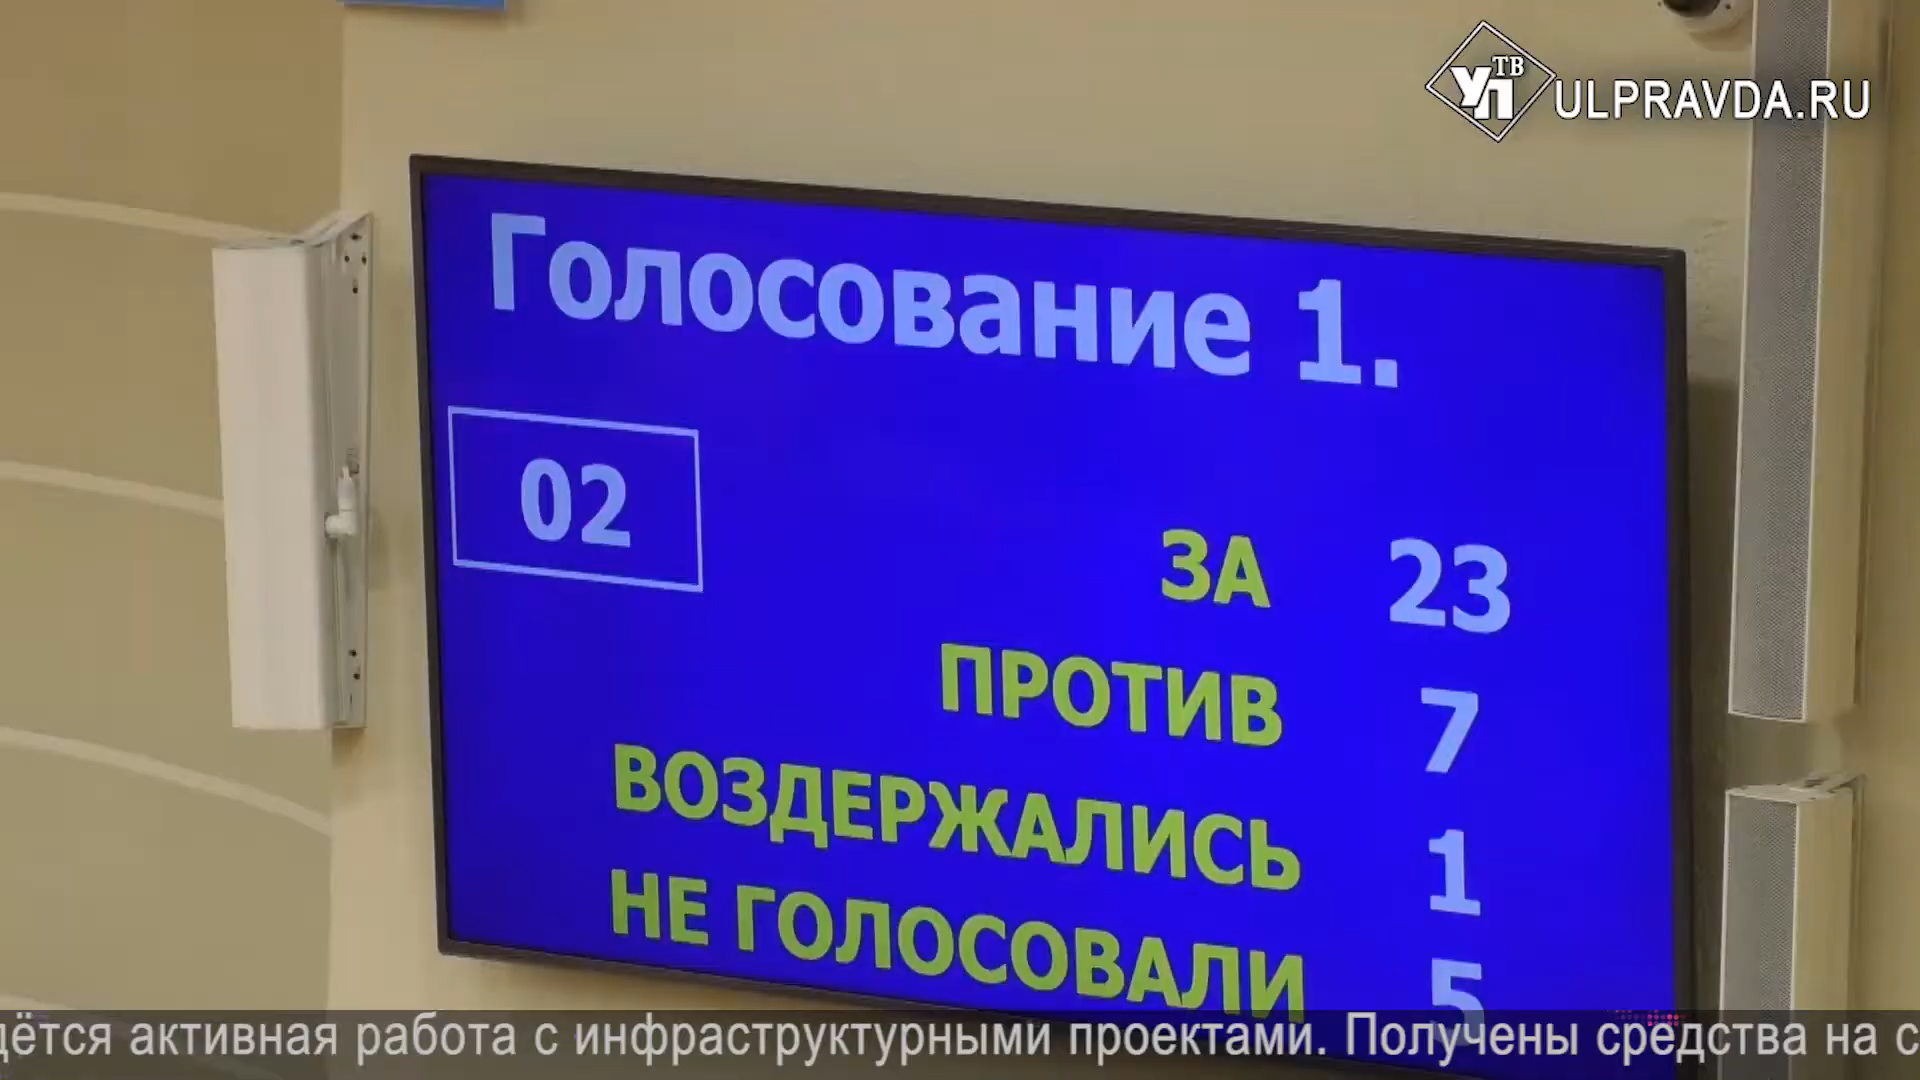 УП ТВ ULPRAVDA.RU
Голосование 1.
02
ЗА 23
ПРОТИВ 7
ВОЗДЕРЖАЛИСЬ 1
НЕ ГОЛОСОВАЛИ 5
дётся активная работа с инфраструктурными проектами. Получены средства на с